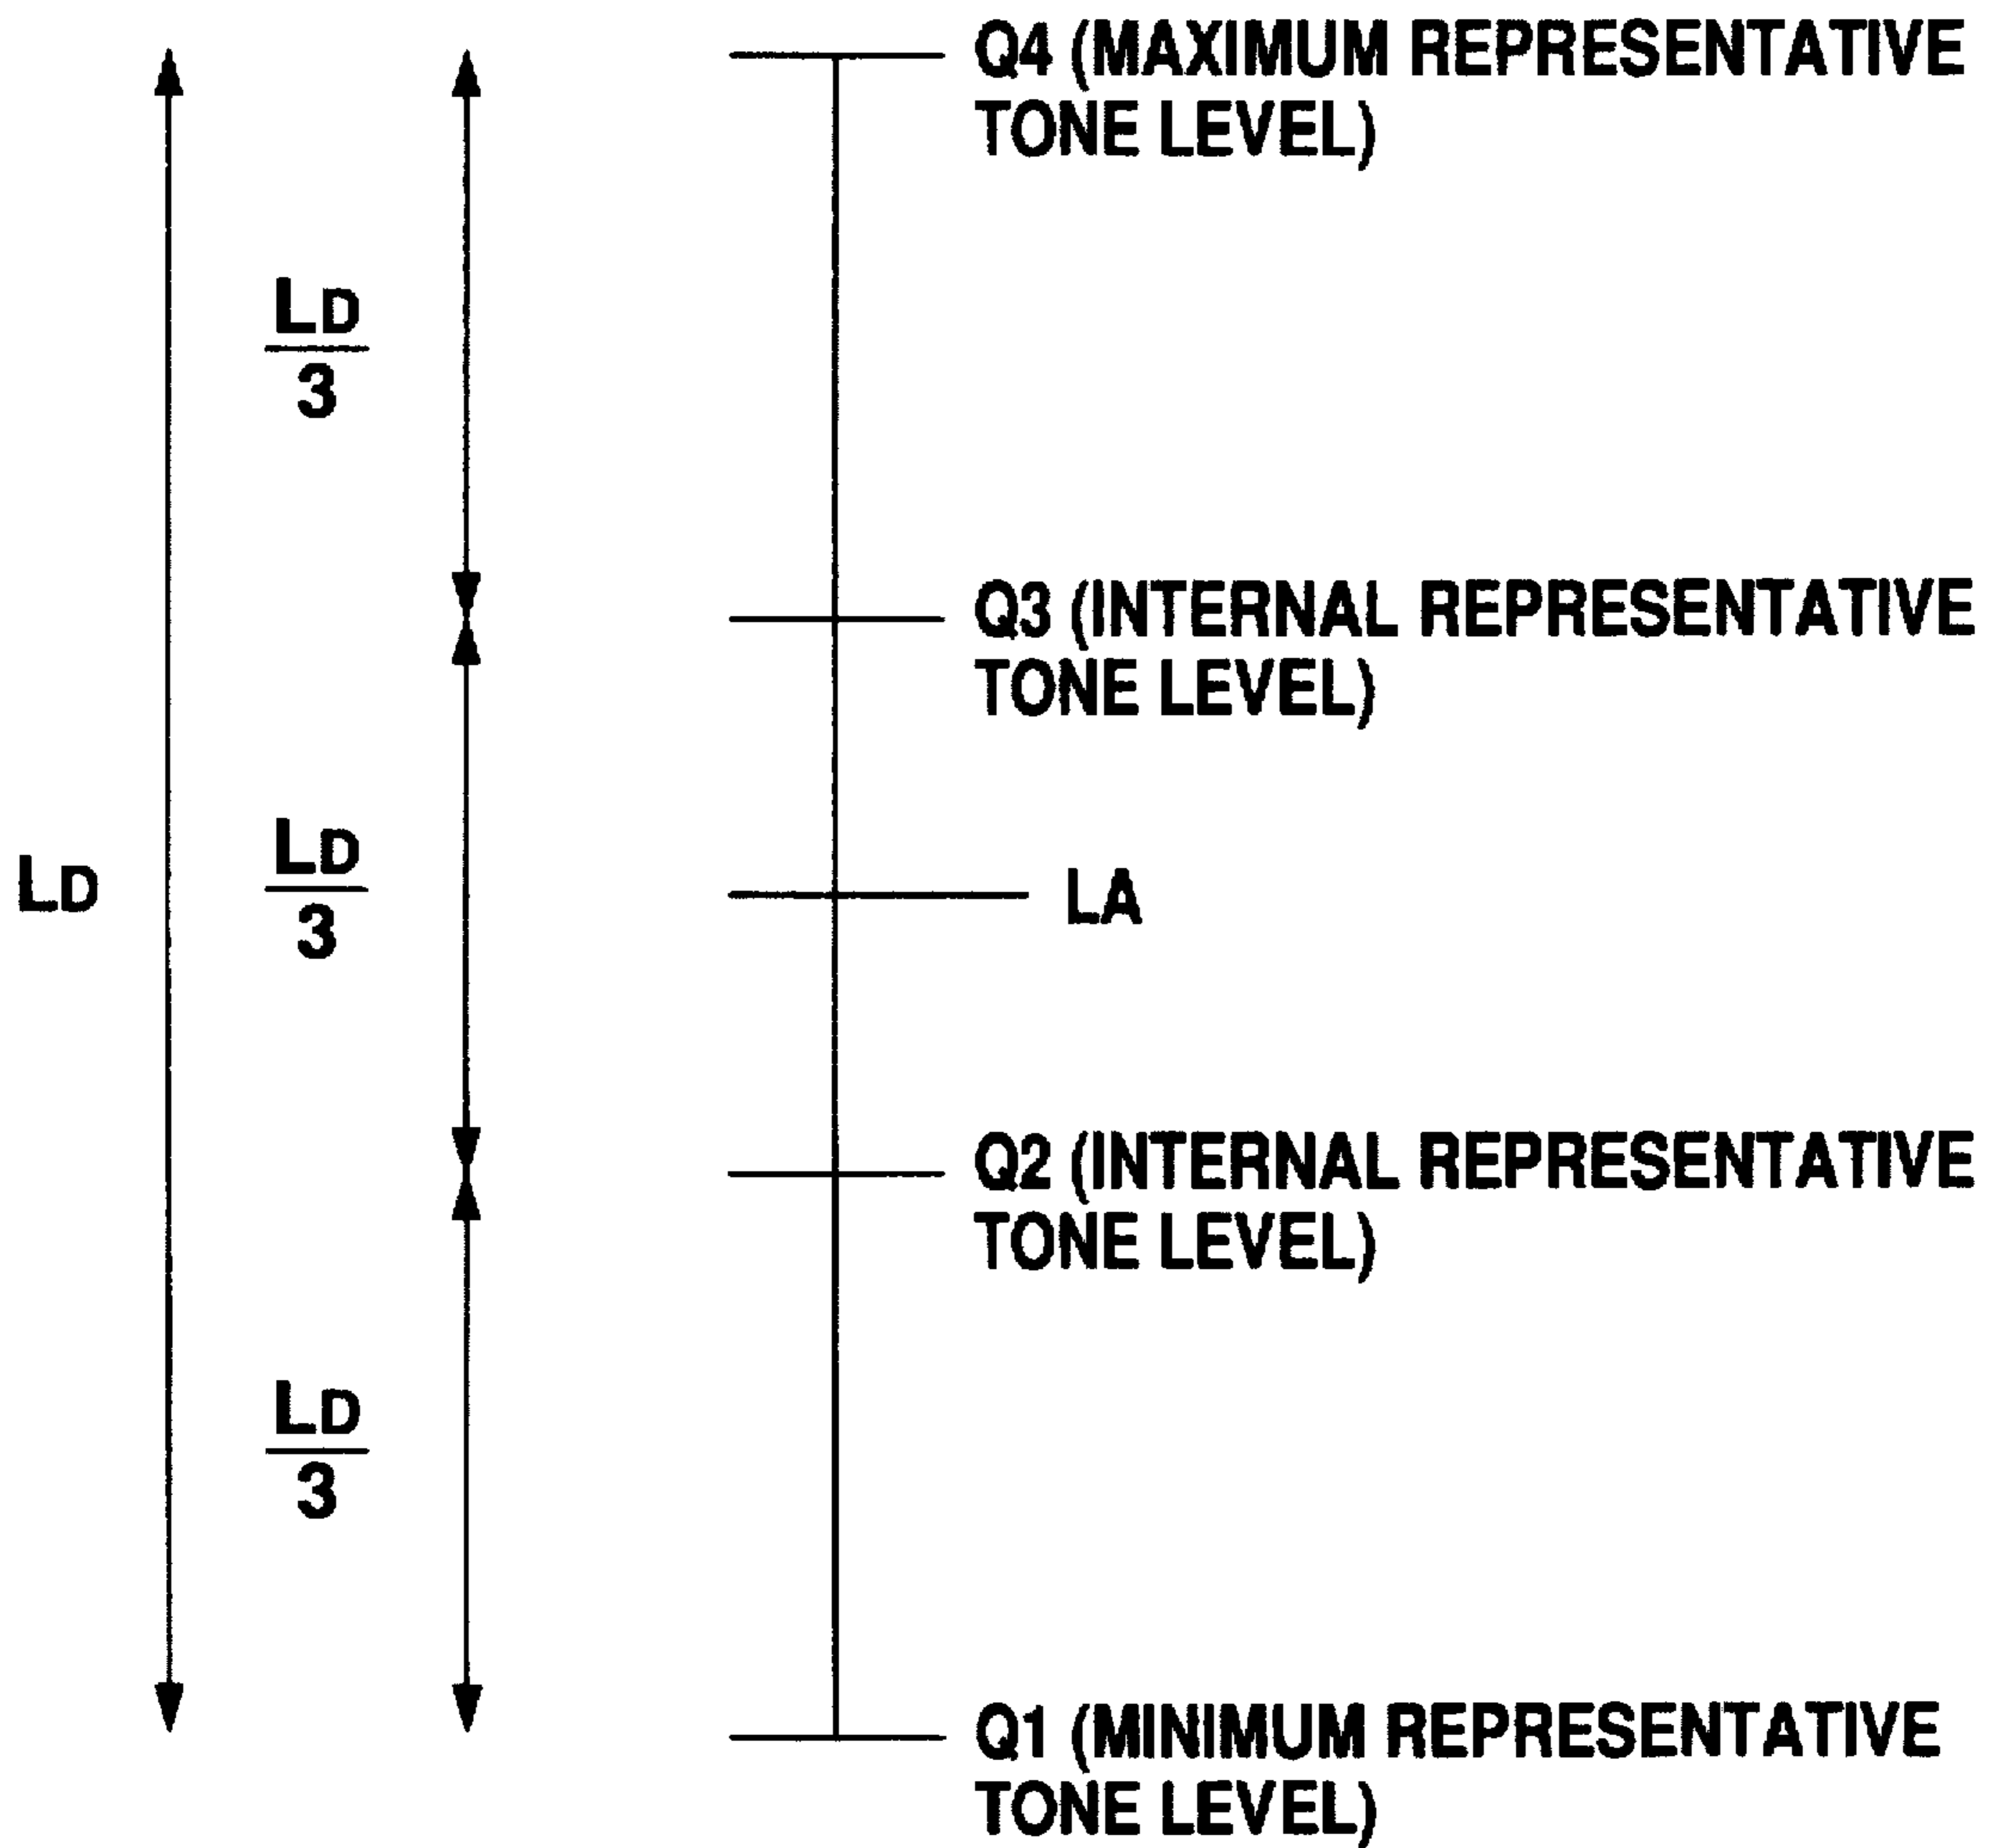 Q4 (MAXIMUM REPRESENTATIVE
TONE LEVEL)
LD
3
Q3 (INTERNAL REPRESENTATIVE
TONE LEVEL)
LD
LD
3
LA
Q2 (INTERNAL REPRESENTATIVE
TONE LEVEL)
LD
3
Q1 (MINIMUM REPRESENTATIVE
TONE LEVEL)